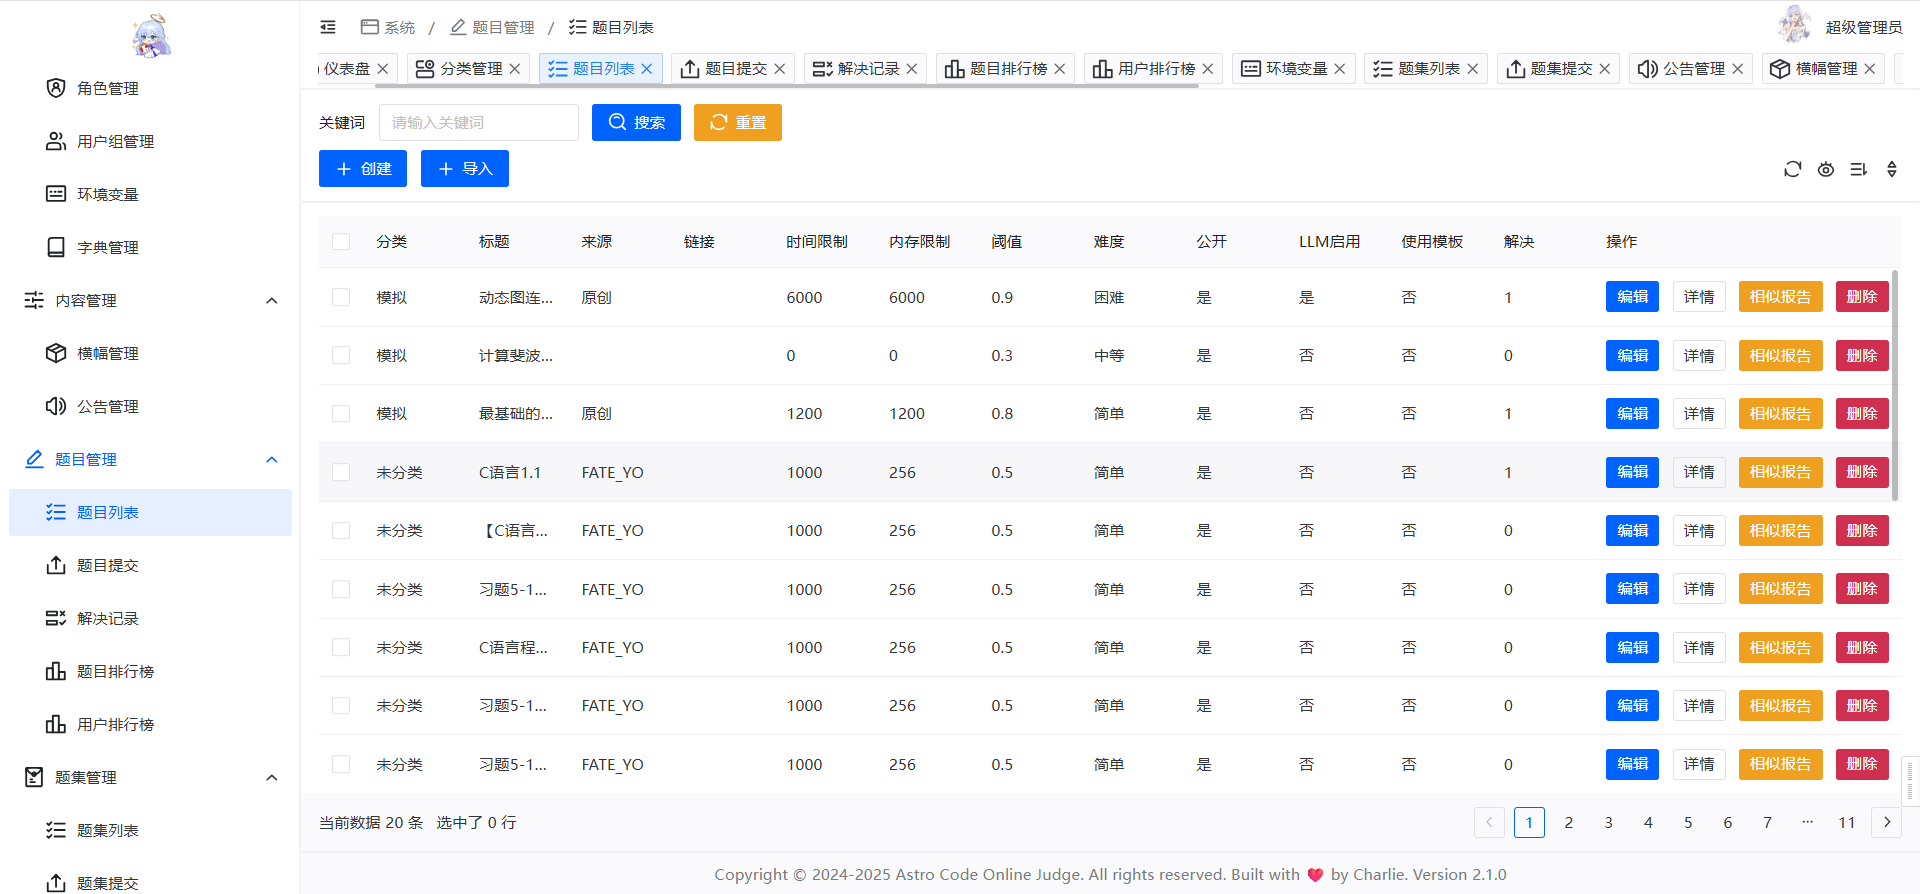 角色管理
用户组管理
环境变量
字典管理
内容管理
横幅管理
公告管理
题目管理
题目列表
题目提交
解决记录
题目排行榜
用户排行榜
题集管理
题集列表
题集提交
系统 / 题目管理 / 题目列表
超级管理员
仪表盘 分类管理 题目列表 题目提交 解决记录 题目排行榜 用户排行榜 环境变量 题集列表 题集提交 公告管理 横幅管理
关键词 请输入关键词 搜索 重置
创建 导入
分类 标题 来源 链接 时间限制 内存限制 阈值 难度 公开 LLM启用 使用模板 解决 操作
模拟 动态图连... 原创 6000 6000 0.9 困难 是 是 否 1 编辑 详情 相似报告 删除
模拟 计算斐波... 0 0 0.3 中等 是 否 否 0 编辑 详情 相似报告 删除
模拟 最基础的... 原创 1200 1200 0.8 简单 是 否 否 1 编辑 详情 相似报告 删除
未分类 C语言1.1 FATE_YO 1000 256 0.5 简单 是 否 否 1 编辑 详情 相似报告 删除
未分类 【C语言... FATE_YO 1000 256 0.5 简单 是 否 否 0 编辑 详情 相似报告 删除
未分类 习题5-1... FATE_YO 1000 256 0.5 简单 是 否 否 0 编辑 详情 相似报告 删除
未分类 C语言程... FATE_YO 1000 256 0.5 简单 是 否 否 0 编辑 详情 相似报告 删除
未分类 习题5-1... FATE_YO 1000 256 0.5 简单 是 否 否 0 编辑 详情 相似报告 删除
未分类 习题5-1... FATE_YO 1000 256 0.5 简单 是 否 否 0 编辑 详情 相似报告 删除
当前数据 20 条 选中了 0 行
1 2 3 4 5 6 7 ... 11
Copyright © 2024-2025 Astro Code Online Judge. All rights reserved. Built with ❤ by Charlie. Version 2.1.0